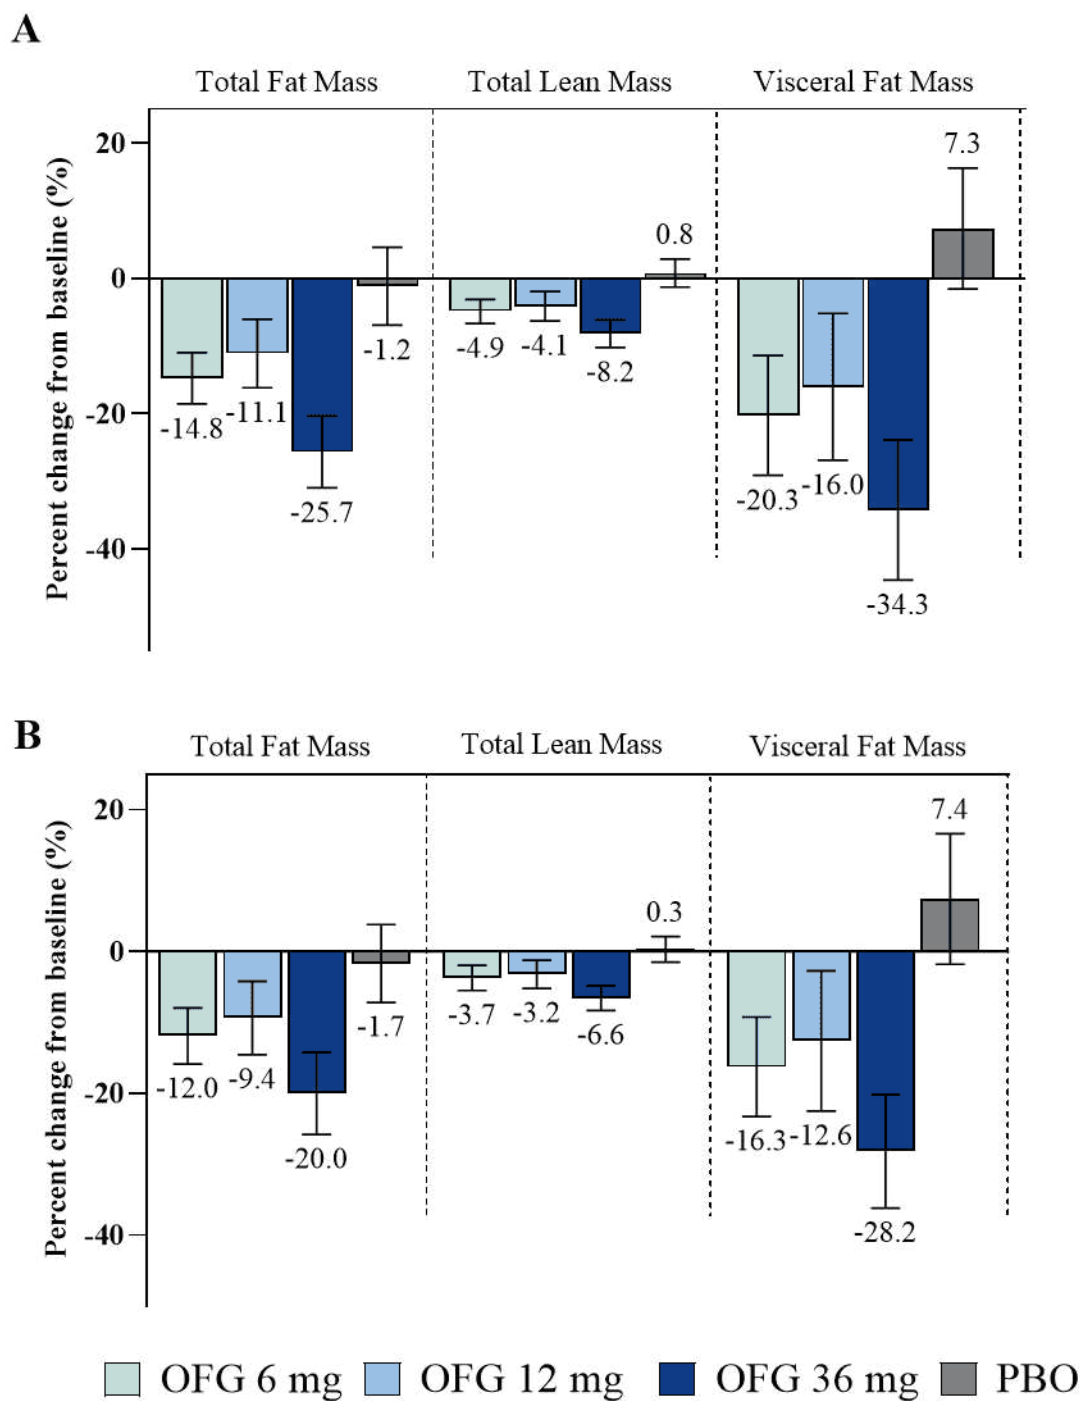 A
Total Fat Mass Total Lean Mass Visceral Fat Mass
Percent change from baseline (%)
20
0
-20
-40
-14.8 -11.1 -25.7 -1.2
-4.9 -4.1 -8.2 0.8
-20.3 -16.0 -34.3 7.3
B
Total Fat Mass Total Lean Mass Visceral Fat Mass
Percent change from baseline (%)
20
0
-20
-40
-12.0 -9.4 -20.0 -1.7
-3.7 -3.2 -6.6 0.3
-16.3 -12.6 -28.2 7.4
OFG 6 mg OFG 12 mg OFG 36 mg PBO